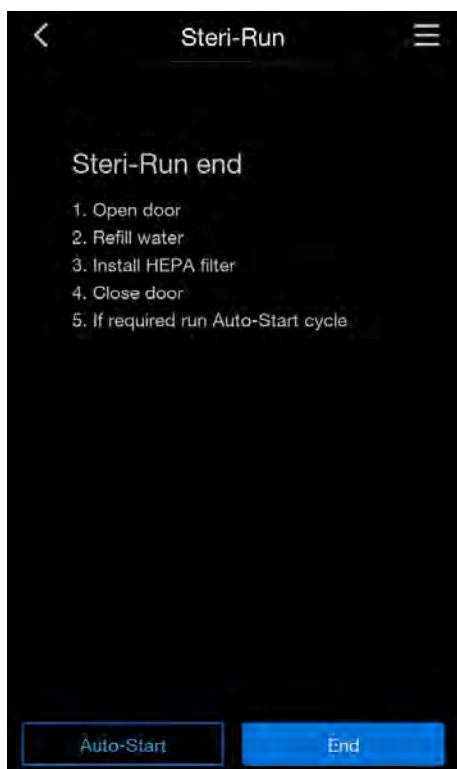 Steri-Run
Steri-Run end
1. Open door
2. Refill water
3. Install HEPA filter
4. Close door
5. If required run Auto-Start cycle
Auto-Start
End